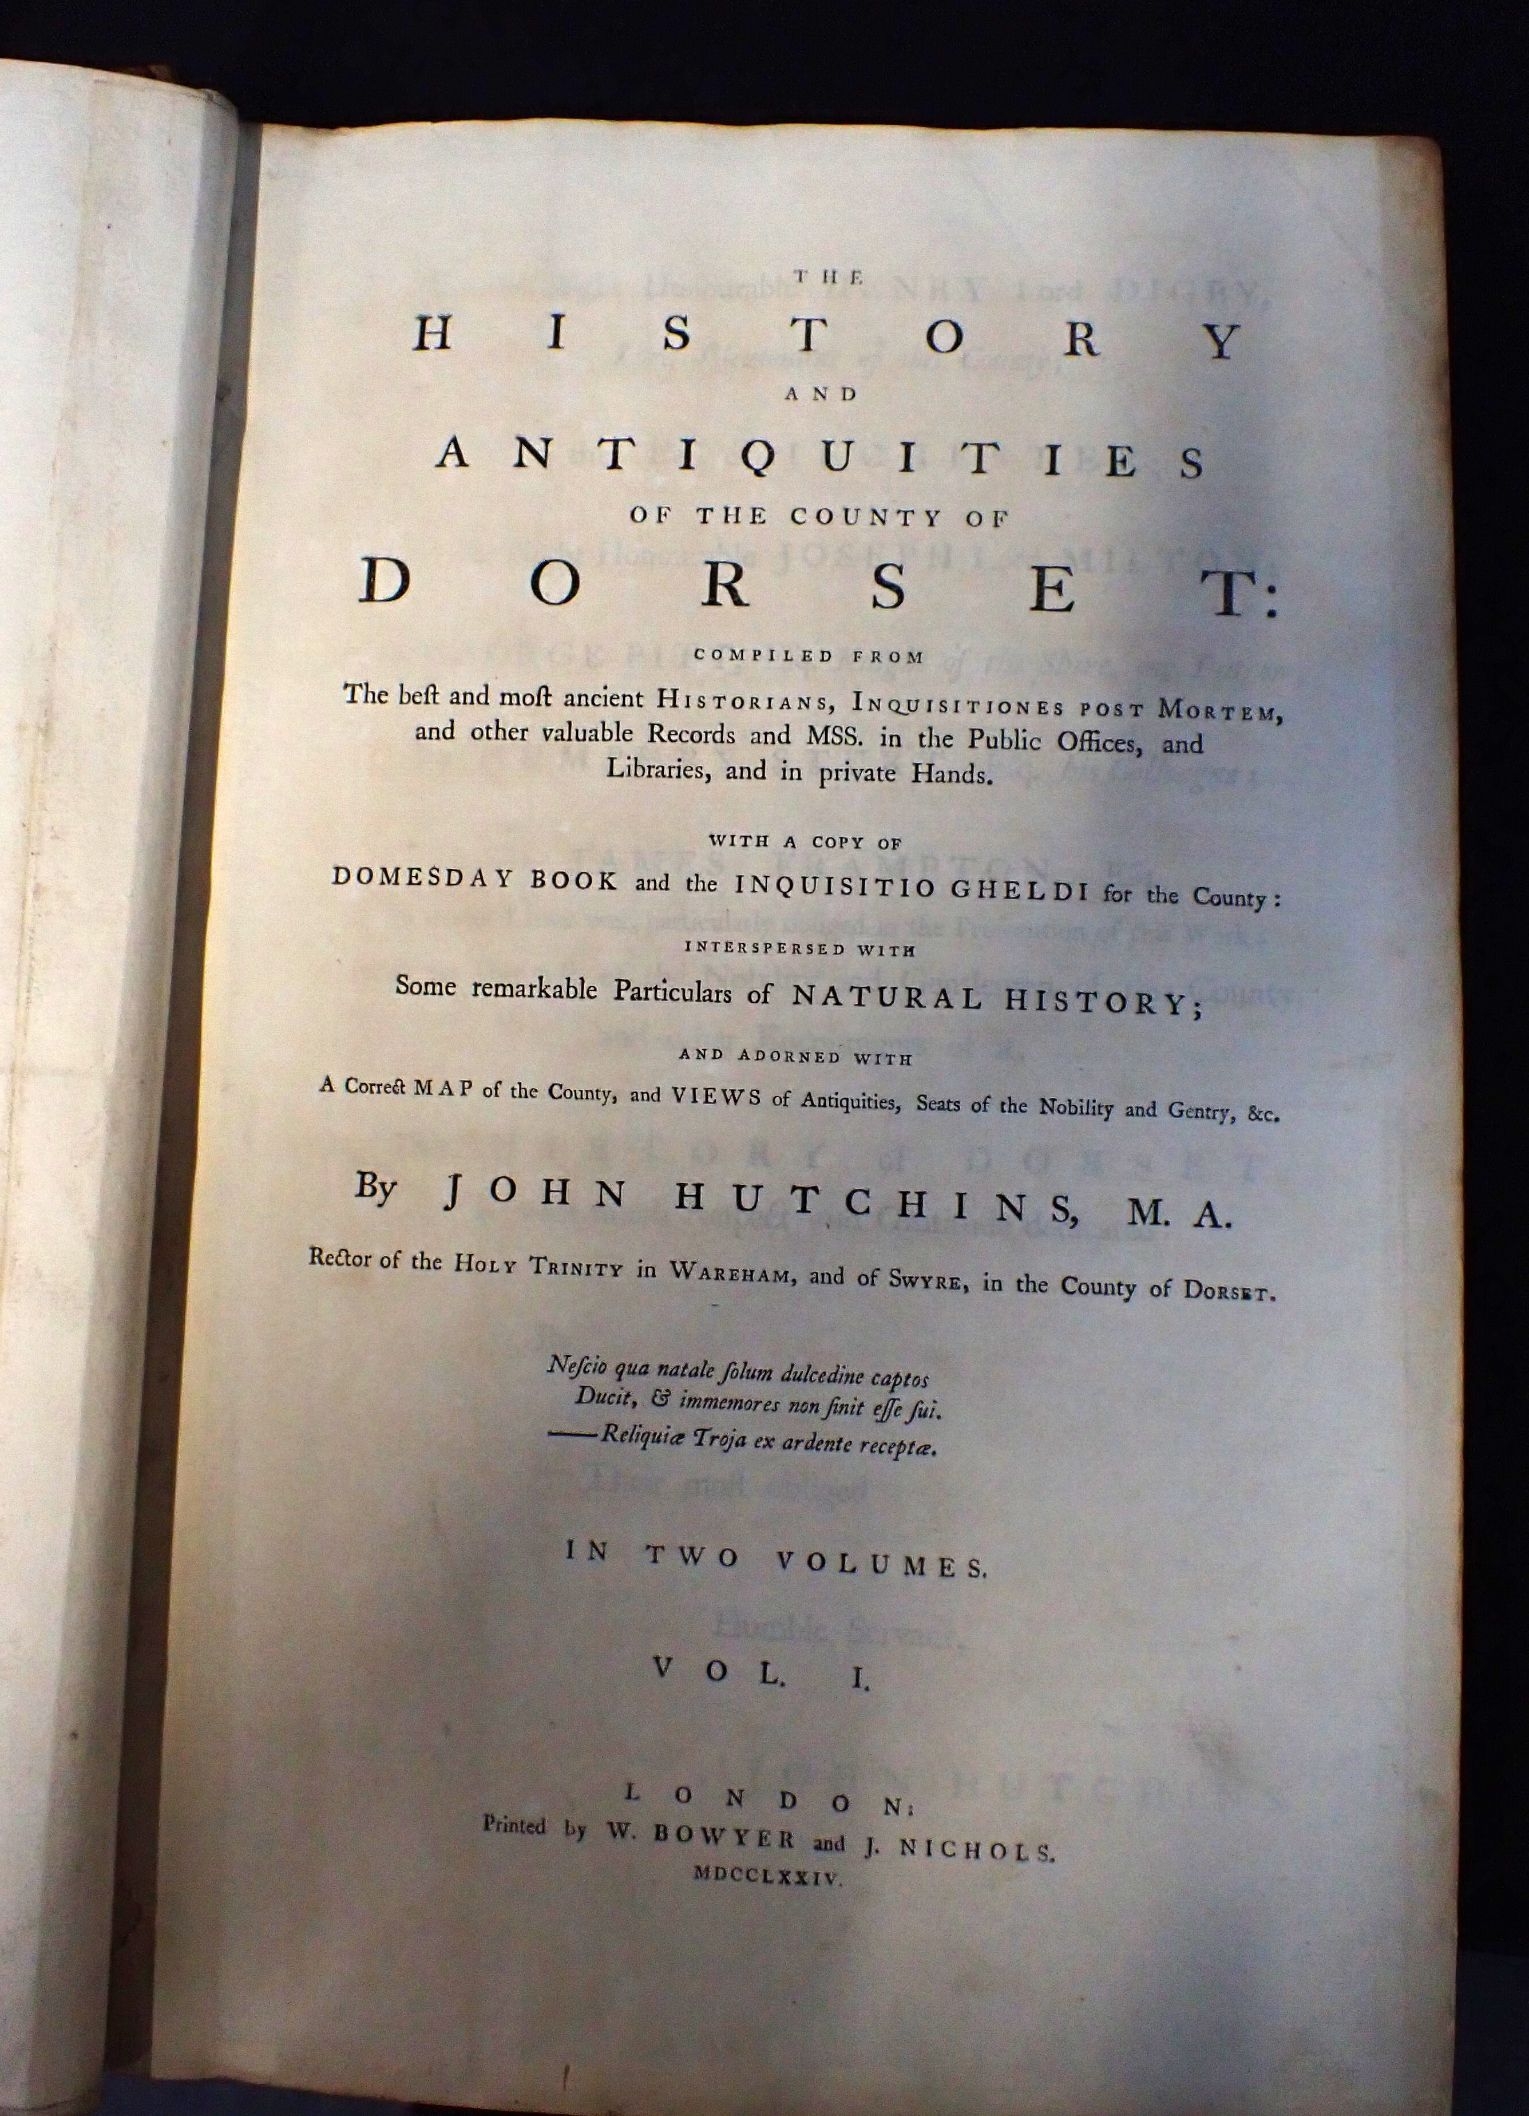 THE
HISTORY
AND
ANTIQUITIES
OF THE COUNTY OF
DORSET:
COMPILED FROM
The beſt and moſt ancient HISTORIANS, INQUISITIONES POST MORTEM,
and other valuable Records and MSS. in the Public Offices, and
Libraries, and in private Hands.
WITH A COPY OF
DOMESDAY BOOK and the INQUISITIO GHELDI for the County:
INTERSPERSED WITH
Some remarkable Particulars of NATURAL HISTORY;
AND ADORNED WITH
A Correct MAP of the County, and VIEWS of Antiquities, Seats of the Nobility and Gentry, &c.
By JOHN HUTCHINS, M. A.
Rector of the HOLY TRINITY in WAREHAM, and of SWYRE, in the County of DORSET.
Neſcio qua natale ſolum dulcedine captos
Ducit, & immemores non ſinit eſſe ſui.
——Reliquiæ Troja ex ardente receptæ.
IN TWO VOLUMES.
VOL. I.
LONDON:
Printed by W. BOWYER and J. NICHOLS.
MDCCLXXIV.